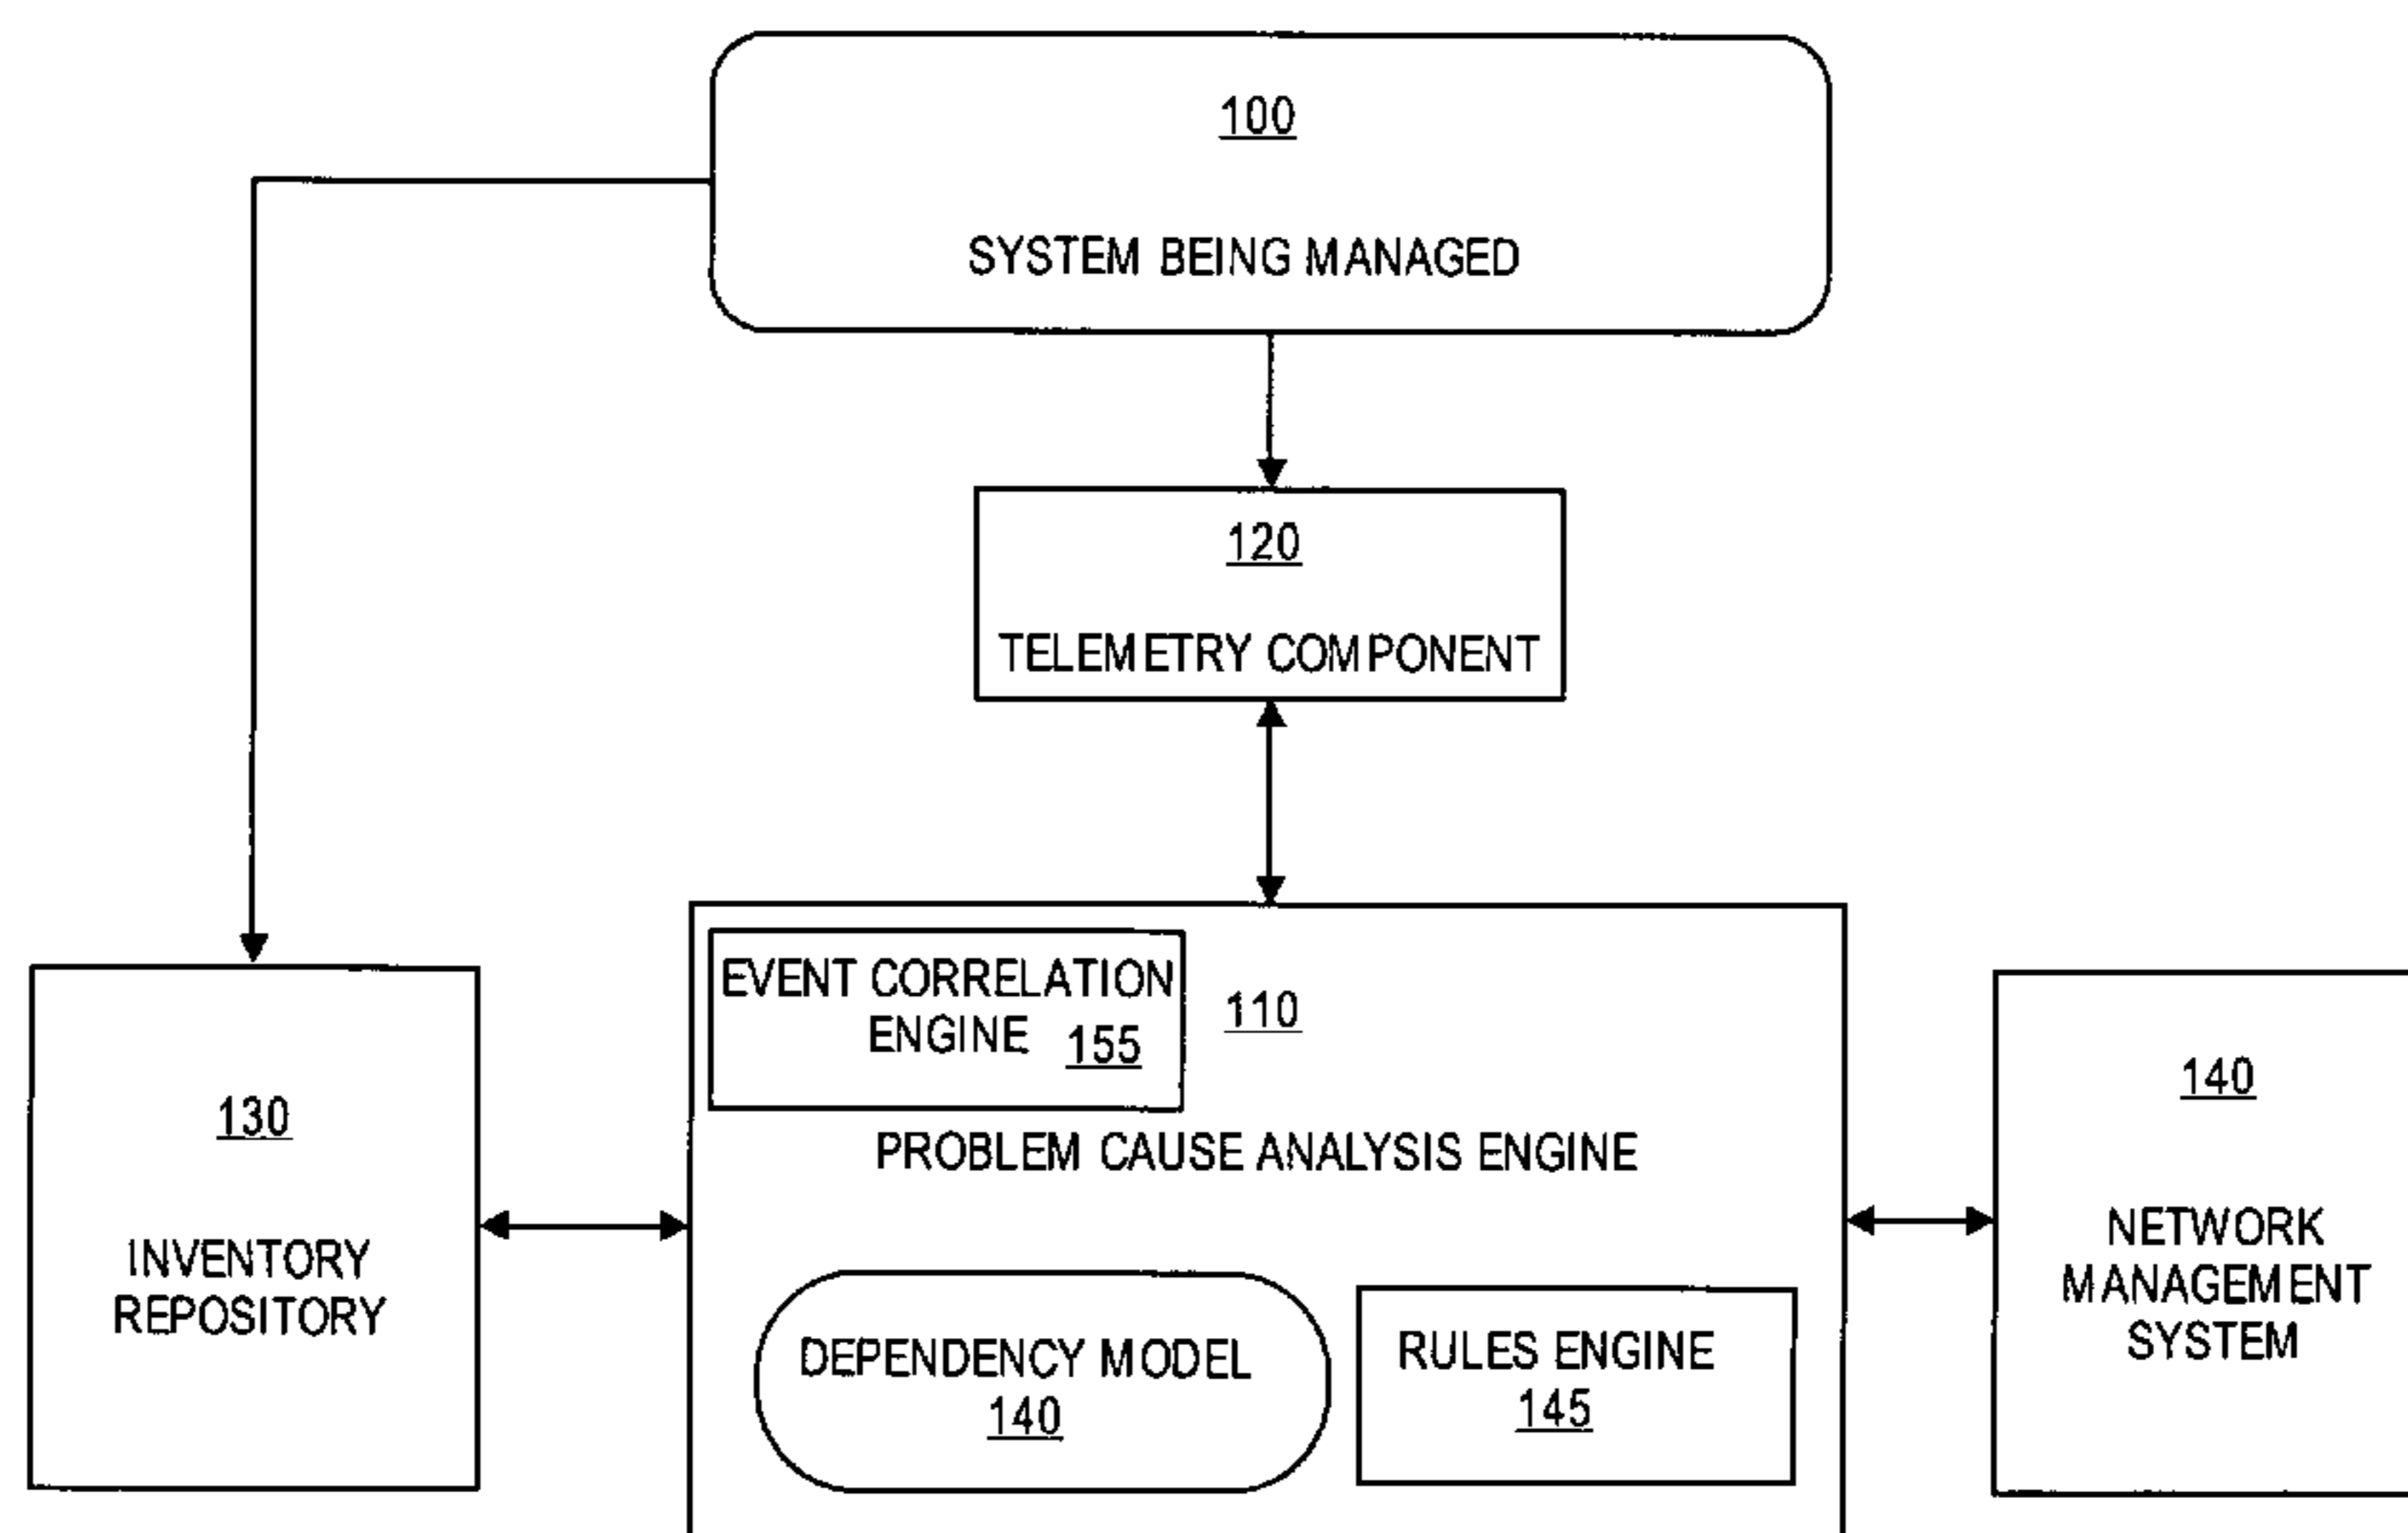 100
SYSTEM BEING MANAGED
120
TELEMETRY COMPONENT
EVENT CORRELATION
ENGINE 155
110
PROBLEM CAUSE ANALYSIS ENGINE
130
INVENTORY
REPOSITORY
DEPENDENCY MODEL
140
RULES ENGINE
145
140
NETWORK
MANAGEMENT
SYSTEM